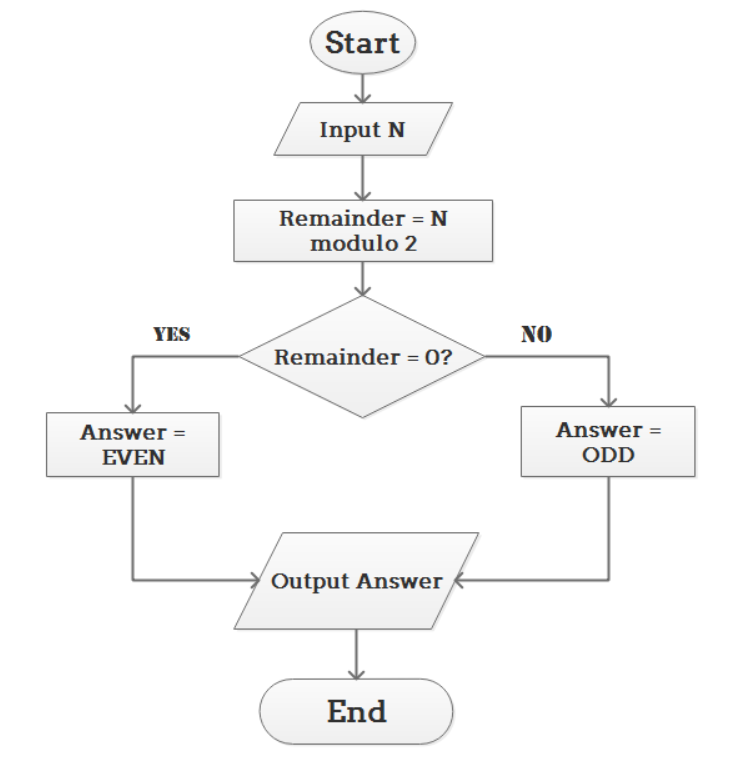 Start
Input N
Remainder = N
modulo 2
YES
NO
Remainder = 0?
Answer =
EVEN
Answer =
ODD
Output Answer
End